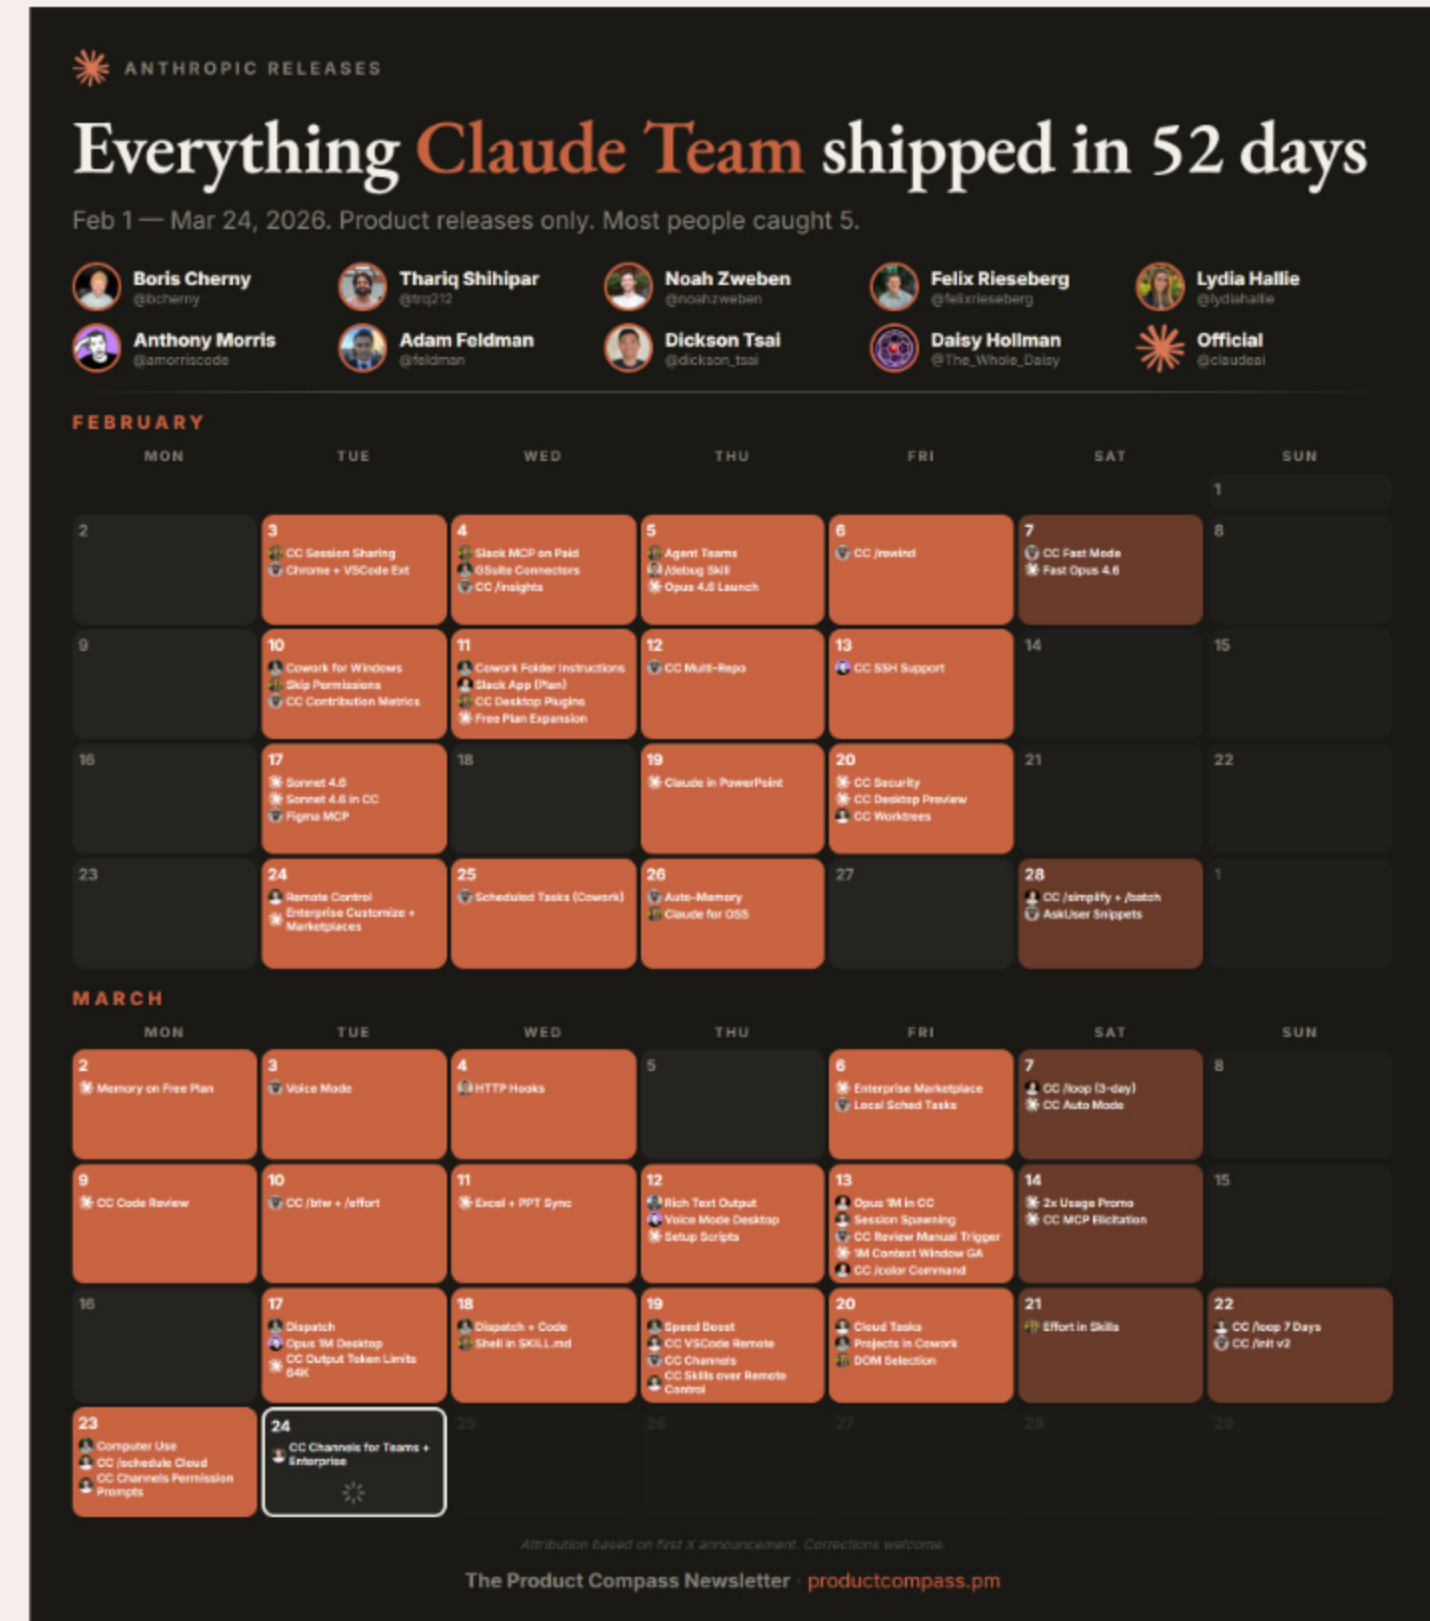 ANTHROPIC RELEASES
Everything Claude Team shipped in 52 days
Feb 1 — Mar 24, 2026. Product releases only. Most people caught 5.
Boris Cherny
@bcherny
Thariq Shihipar
@trq212
Noah Zweben
@noahzweben
Felix Rieseberg
@felixrieseberg
Lydia Hallie
@lydiahallie
Anthony Morris
@amorriscode
Adam Feldman
@feldman
Dickson Tsai
@dickson_tsai
Daisy Hollman
@The_Whole_Daisy
Official
@claudeai
FEBRUARY
MON TUE WED THU FRI SAT SUN
1
2
3
CC Session Sharing
Chrome + VSCode Ext
4
Slack MCP on Paid
GSuite Connectors
CC /insights
5
Agent Teams
/debug Skill
Opus 4.6 Launch
6
CC /rewind
7
CC Fast Mode
Fast Opus 4.6
8
9
10
Cowork for Windows
Skip Permissions
CC Contribution Metrics
11
Cowork Folder Instructions
Slack App (Plan)
CC Desktop Plugins
Free Plan Expansion
12
CC Multi-Repo
13
CC SSH Support
14
15
16
17
Sonnet 4.6
Sonnet 4.6 in CC
Figma MCP
18
19
Claude in PowerPoint
20
CC Security
CC Desktop Preview
CC Worktrees
21
22
23
24
Remote Control
Enterprise Customize +
Marketplaces
25
Scheduled Tasks (Cowork)
26
Auto-Memory
Claude for OSS
27
28
CC /simplify + /batch
AskUser Snippets
1
MARCH
MON TUE WED THU FRI SAT SUN
2
Memory on Free Plan
3
Voice Mode
4
HTTP Hooks
5
6
Enterprise Marketplace
Local Sched Tasks
7
CC /loop (3-day)
CC Auto Mode
8
9
CC Code Review
10
CC /btw + /effort
11
Excel + PPT Sync
12
Rich Text Output
Voice Mode Desktop
Setup Scripts
13
Opus 1M in CC
Session Spawning
CC Review Manual Trigger
1M Context Window GA
CC /color Command
14
2x Usage Promo
CC MCP Elicitation
15
16
17
Dispatch
Opus 1M Desktop
CC Output Token Limits
64K
18
Dispatch + Code
Shell in SKILL.md
19
Speed Boost
CC VSCode Remote
CC Channels
CC Skills over Remote
Control
20
Cloud Tasks
Projects in Cowork
DOM Selection
21
Effort in Skills
22
CC /loop 7 Days
CC /init v2
23
Computer Use
CC /schedule Cloud
CC Channels Permission
Prompts
24
CC Channels for Teams +
Enterprise
25
26
27
28
29
Attribution based on first X announcement. Corrections welcome.
The Product Compass Newsletter · productcompass.pm